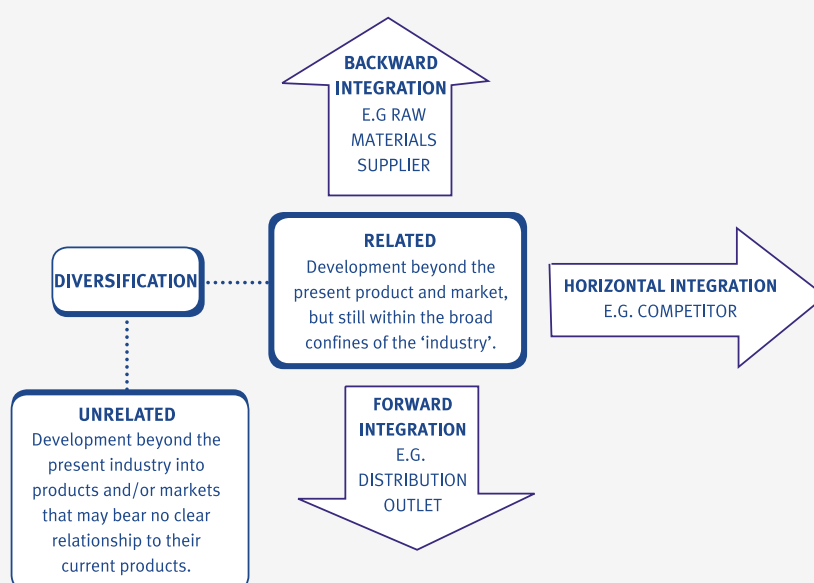 BACKWARD
INTEGRATION
E.G RAW
MATERIALS
SUPPLIER
DIVERSIFICATION
RELATED
Development beyond the
present product and market,
but still within the broad
confines of the ‘industry’.
HORIZONTAL INTEGRATION
E.G. COMPETITOR
UNRELATED
Development beyond the
present industry into
products and/or markets
that may bear no clear
relationship to their
current products.
FORWARD
INTEGRATION
E.G.
DISTRIBUTION
OUTLET